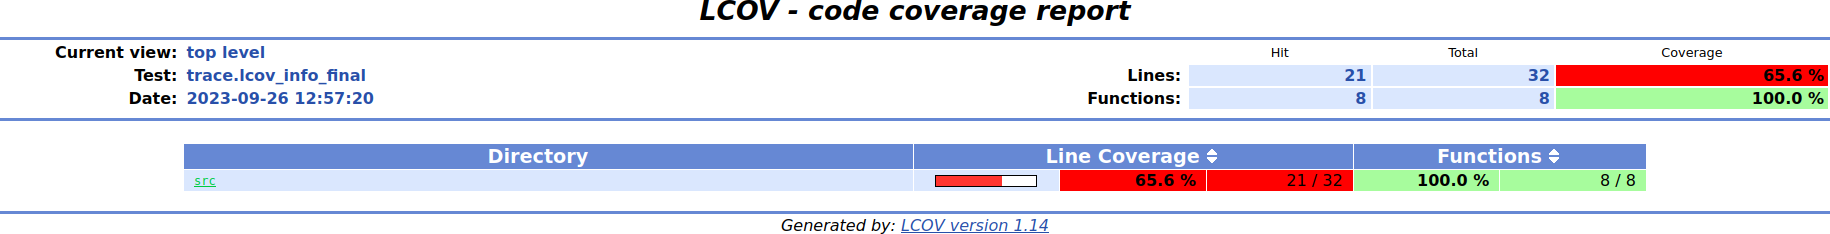 LCOV - code coverage report
Current view: top level
Hit Total Coverage
Test: trace.lcov_info_final
Lines: 21 32 65.6 %
Date: 2023-09-26 12:57:20
Functions: 8 8 100.0 %
Directory Line Coverage Functions
src 65.6 % 21 / 32 100.0 % 8 / 8
Generated by: LCOV version 1.14